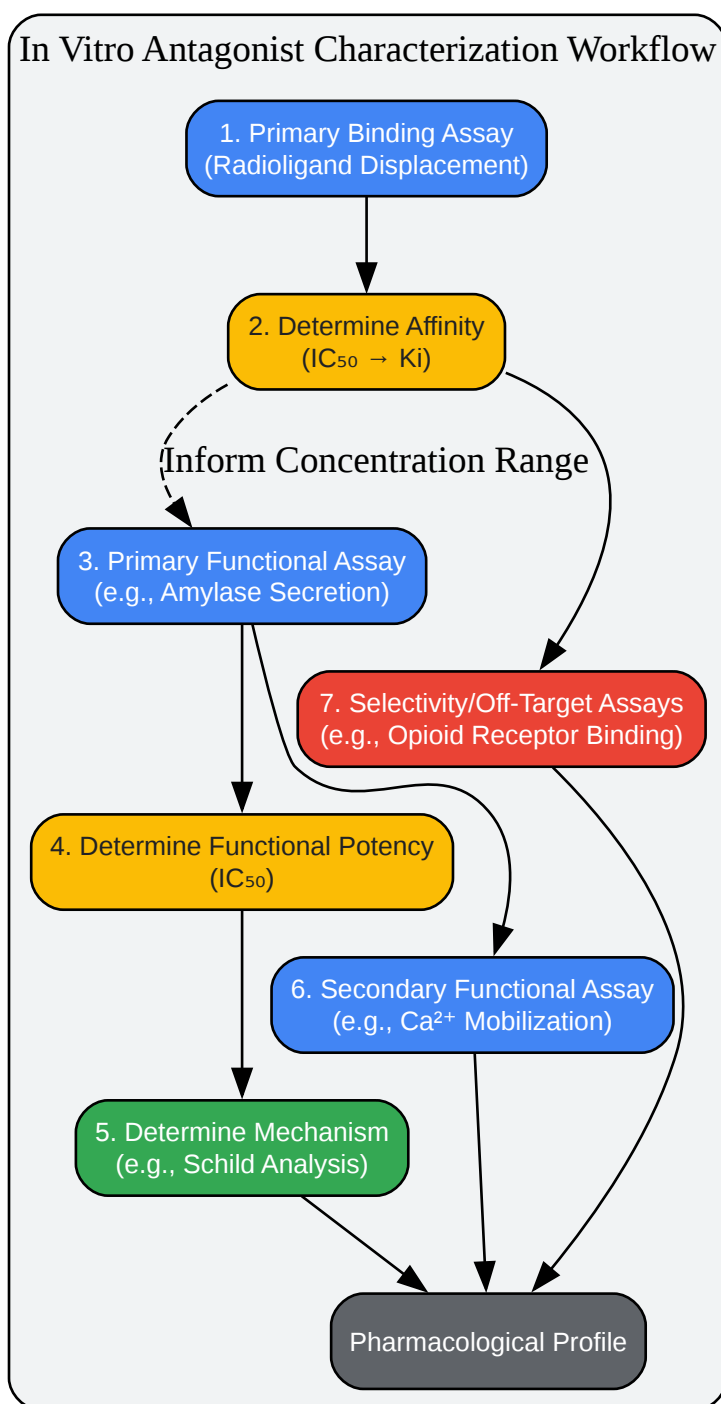 In Vitro Antagonist Characterization Workflow
1. Primary Binding Assay
(Radioligand Displacement)
2. Determine Affinity
(IC₅₀ → Ki)
Inform Concentration Range
3. Primary Functional Assay
(e.g., Amylase Secretion)
7. Selectivity/Off-Target Assays
(e.g., Opioid Receptor Binding)
4. Determine Functional Potency
(IC₅₀)
6. Secondary Functional Assay
(e.g., Ca²⁺ Mobilization)
5. Determine Mechanism
(e.g., Schild Analysis)
Pharmacological Profile